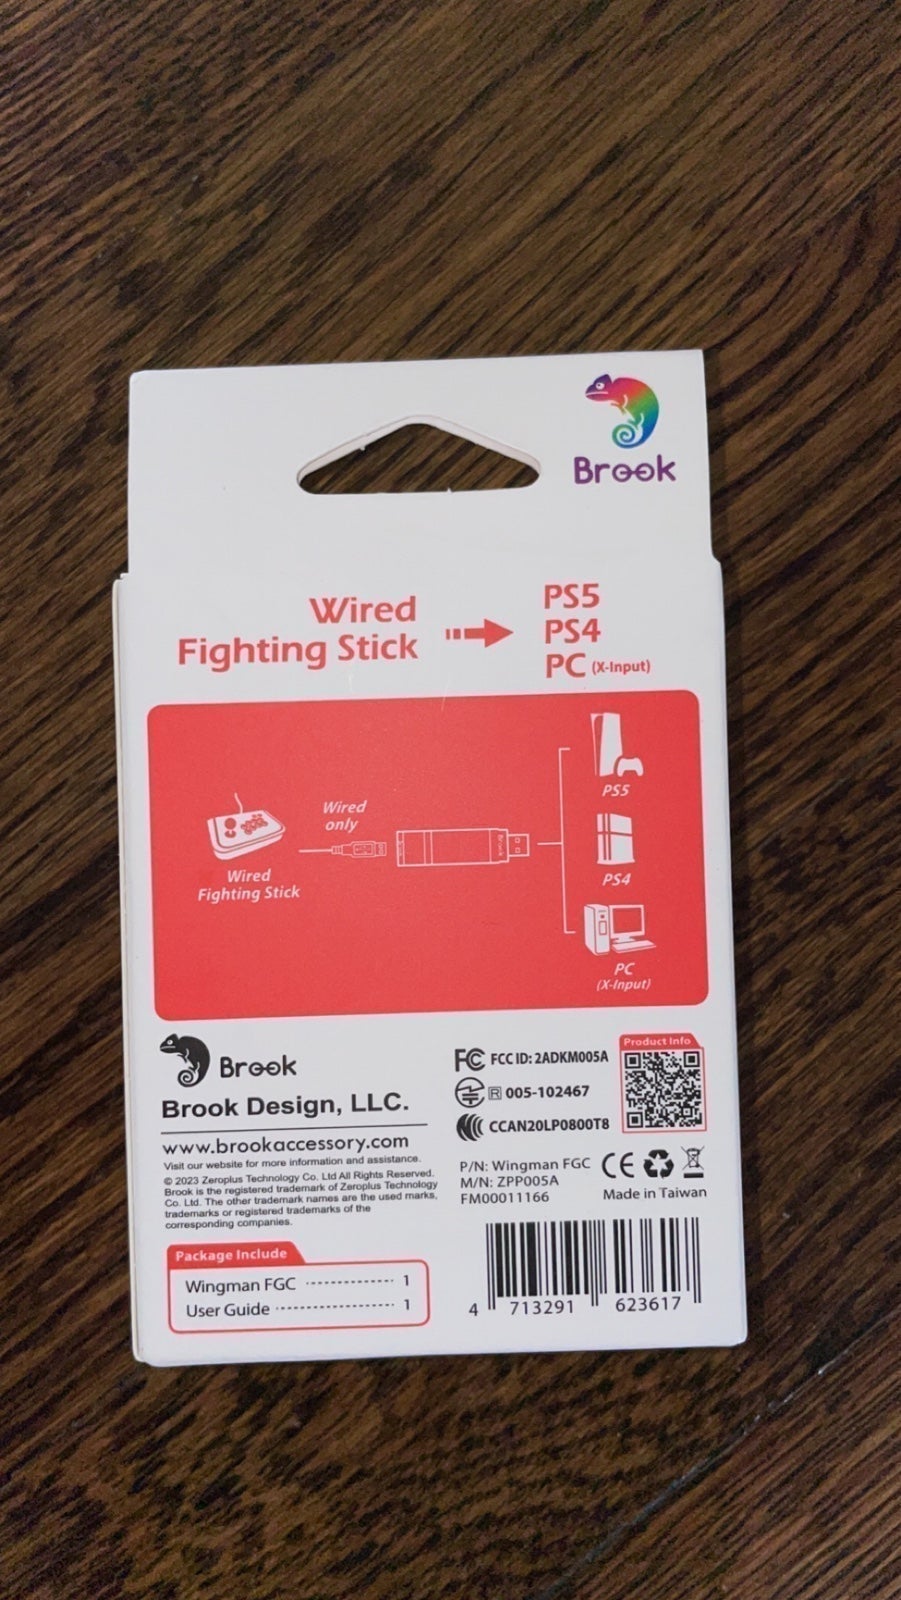 Brook
Wired
Fighting Stick
PS5
PS4
PC (X-Input)
Wired
only
Wired
Fighting Stick
Brook
PS5
PS4
PC
(X-Input)
Brook
Brook Design, LLC.
www.brookaccessory.com
Visit our website for more information and assistance.
© 2023 Zeroplus Technology Co. Ltd All Rights Reserved.
Brook is the registered trademark of Zeroplus Technology
Co. Ltd. The other trademark names are the used marks,
trademarks or registered trademarks of the
corresponding companies.
Package Include
Wingman FGC ---------------- 1
User Guide --------------------- 1
FC FCC ID: 2ADKM005A
R 005-102467
CCAN20LP0800T8
Product Info
P/N: Wingman FGC
M/N: ZPP005A
FM00011166
CE
Made in Taiwan
4 713291 623617